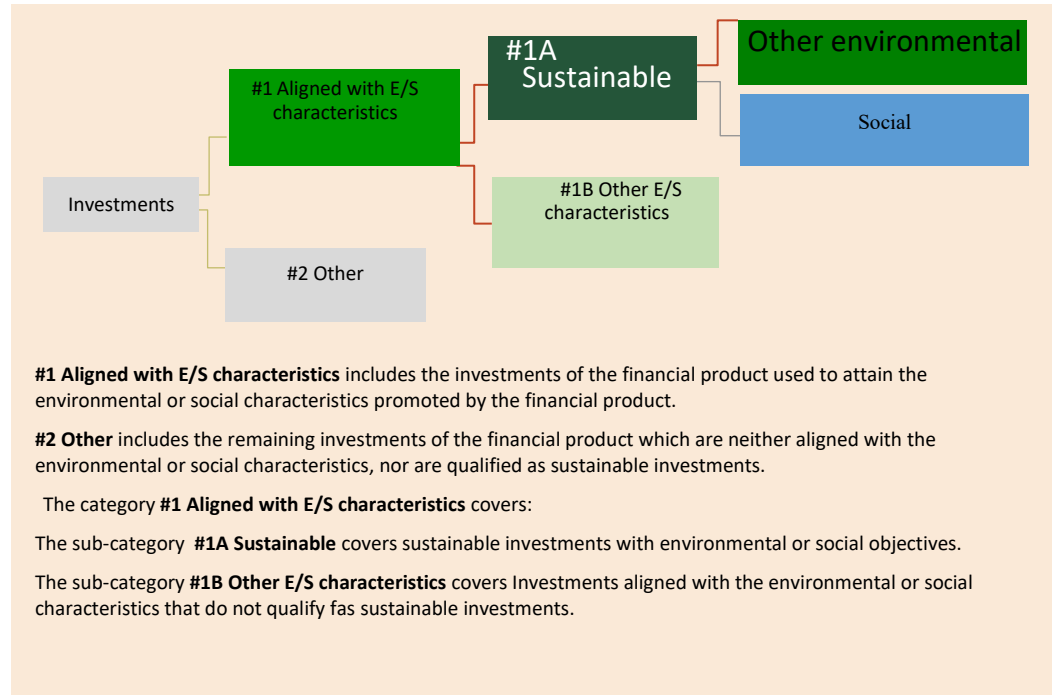 Investments
#1 Aligned with E/S
characteristics
#2 Other
#1A
Sustainable
#1B Other E/S
characteristics
Other environmental
Social
#1 Aligned with E/S characteristics includes the investments of the financial product used to attain the
environmental or social characteristics promoted by the financial product.
#2 Other includes the remaining investments of the financial product which are neither aligned with the
environmental or social characteristics, nor are qualified as sustainable investments.
The category #1 Aligned with E/S characteristics covers:
The sub-category #1A Sustainable covers sustainable investments with environmental or social objectives.
The sub-category #1B Other E/S characteristics covers Investments aligned with the environmental or social
characteristics that do not qualify fas sustainable investments.